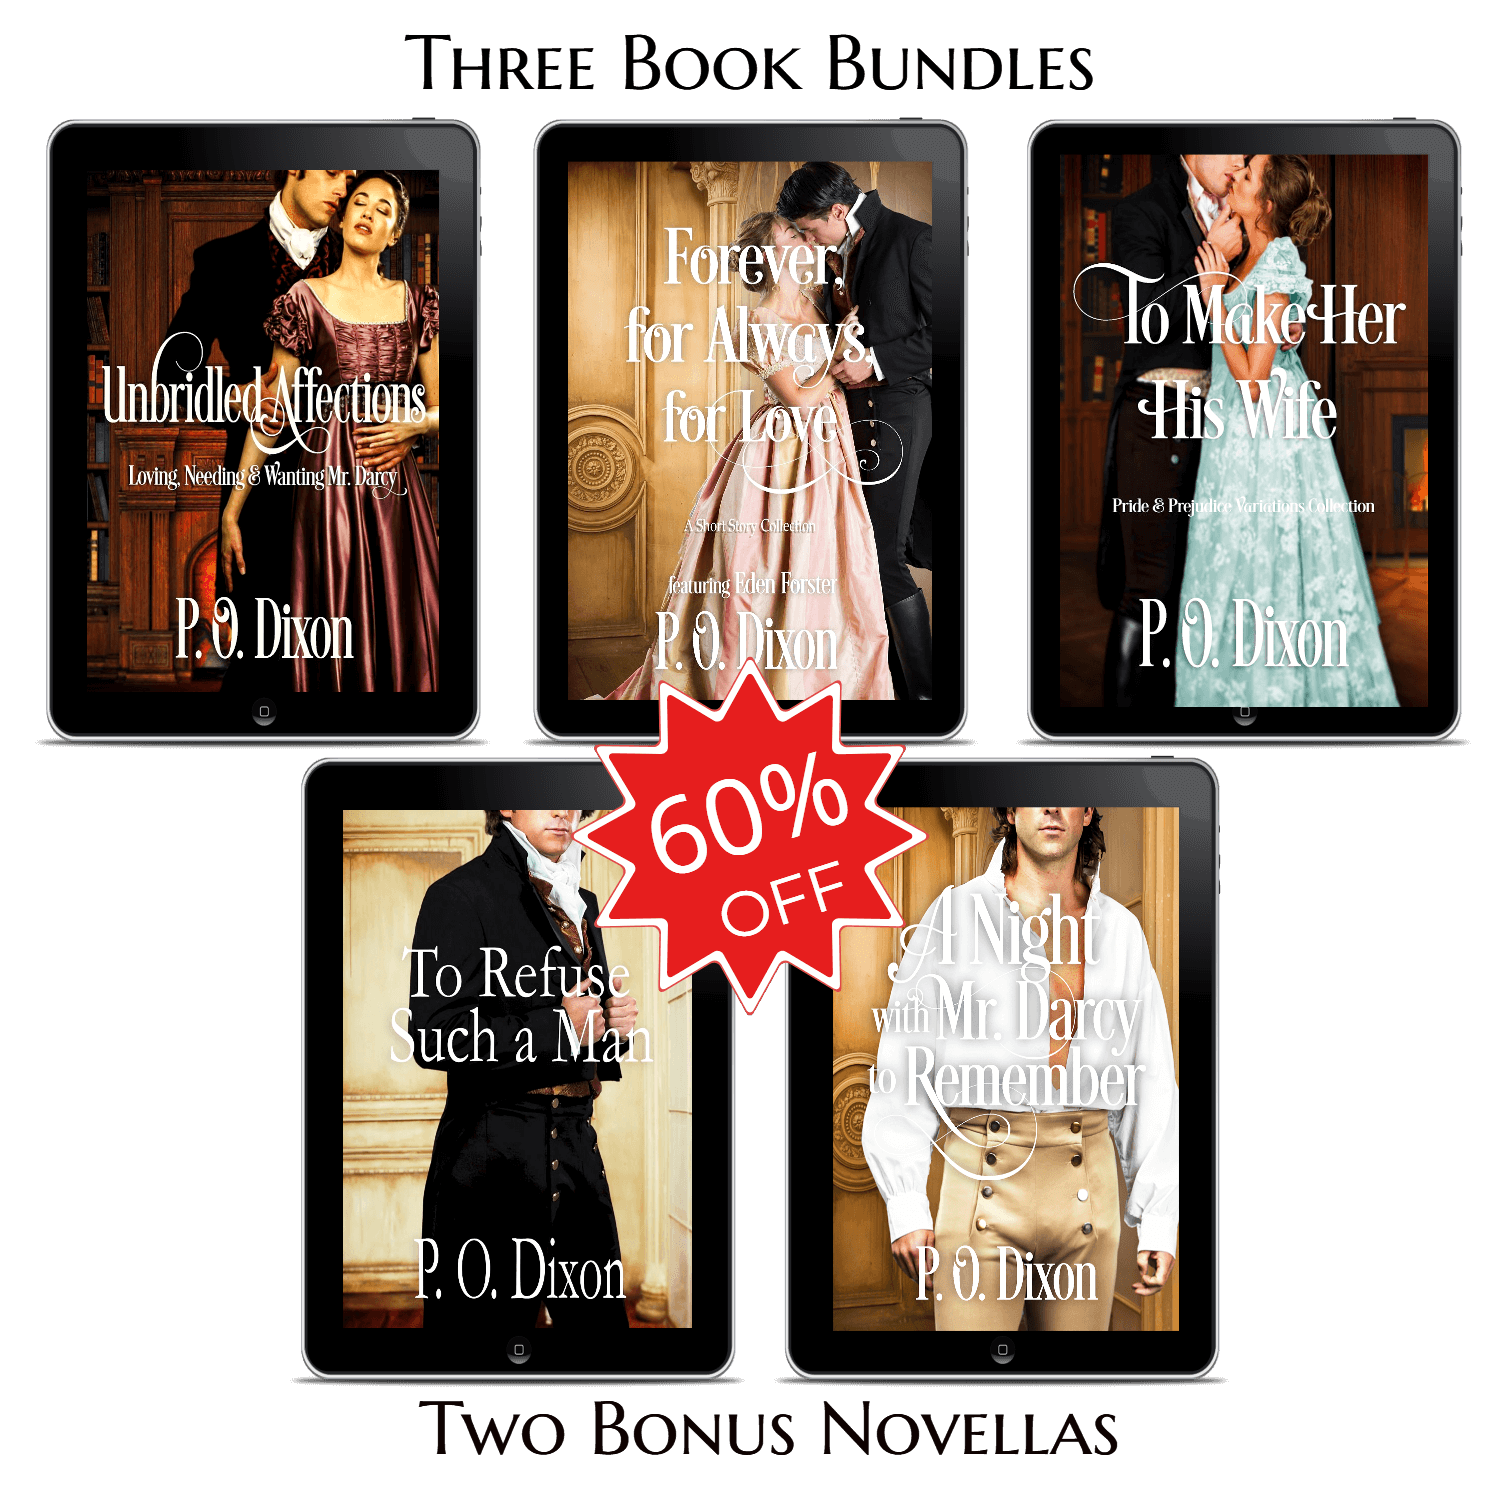 Three Book Bundles
Unbridled Affections
Loving, Needing & Wanting Mr. Darcy
P. O. Dixon
Forever,
for Always,
for Love
A Short Story Collection
featuring Eden Forster
P. O. Dixon
To Make Her
His Wife
Pride & Prejudice Variations Collection
P. O. Dixon
60%
OFF
To Refuse
Such a Man
P. O. Dixon
A Night
with Mr. Darcy
to Remember
P. O. Dixon
Two Bonus Novellas